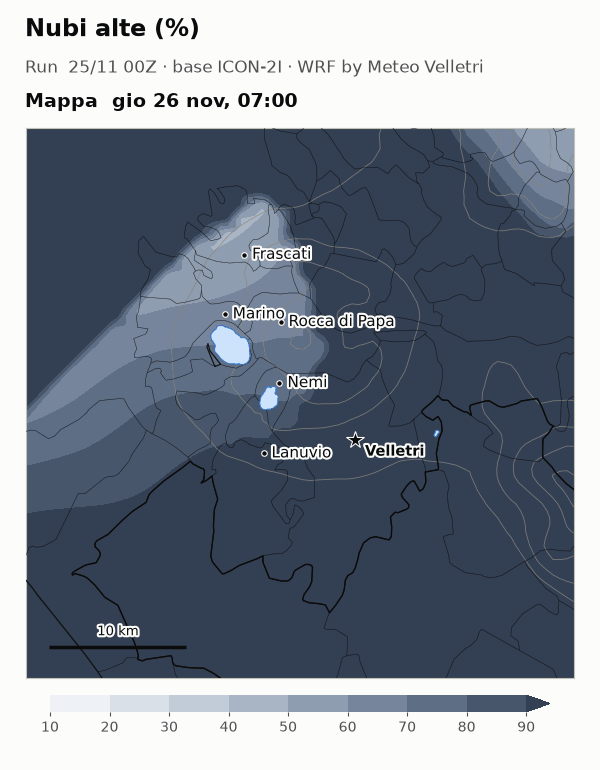 Nubi alte (%)
Run  25/11 00Z · base ICON-2I · WRF by Meteo Velletri
Mappa  gio 26 nov, 07:00
Frascati
Marino
Rocca di Papa
Nemi
Velletri
Lanuvio
10 km
10 20 30 40 50 60 70 80 90